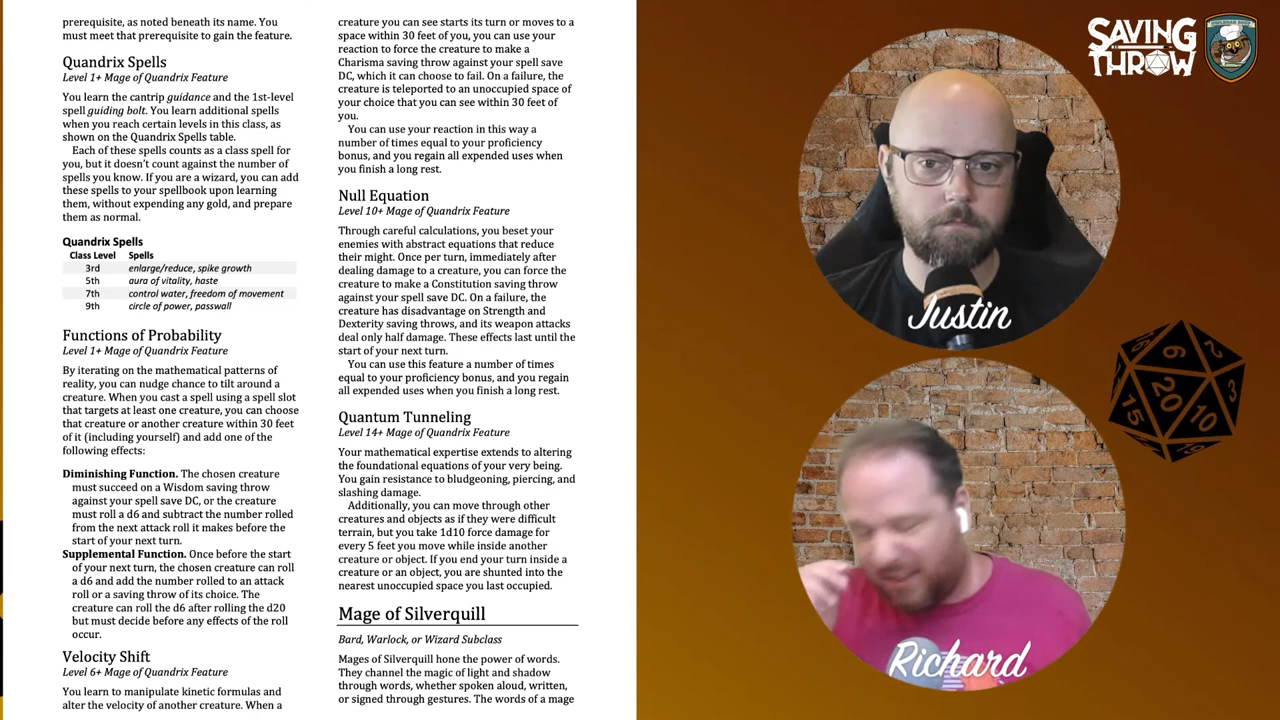 prerequisite, as noted beneath its name. You
must meet that prerequisite to gain the feature.
Quandrix Spells
Level 1+ Mage of Quandrix Feature
You learn the cantrip guidance and the 1st-level
spell guiding bolt. You learn additional spells
when you reach certain levels in this class, as
shown on the Quandrix Spells table.
Each of these spells counts as a class spell for
you, but it doesn't count against the number of
spells you know. If you are a wizard, you can add
these spells to your spellbook upon learning
them, without expending any gold, and prepare
them as normal.
Quandrix Spells
Class Level Spells
3rd enlarge/reduce, spike growth
5th aura of vitality, haste
7th control water, freedom of movement
9th circle of power, passwall
Functions of Probability
Level 1+ Mage of Quandrix Feature
By iterating on the mathematical patterns of
reality, you can nudge chance to tilt around a
creature. When you cast a spell using a spell slot
that targets at least one creature, you can choose
that creature or another creature within 30 feet
of it (including yourself) and add one of the
following effects:
Diminishing Function. The chosen creature
must succeed on a Wisdom saving throw
against your spell save DC, or the creature
must roll a d6 and subtract the number rolled
from the next attack roll it makes before the
start of your next turn.
Supplemental Function. Once before the start
of your next turn, the chosen creature can roll
a d6 and add the number rolled to an attack
roll or a saving throw of its choice. The
creature can roll the d6 after rolling the d20
but must decide before any effects of the roll
occur.
Velocity Shift
Level 6+ Mage of Quandrix Feature
You learn to manipulate kinetic formulas and
alter the velocity of another creature. When a
creature you can see starts its turn or moves to a
space within 30 feet of you, you can use your
reaction to force the creature to make a
Charisma saving throw against your spell save
DC, which it can choose to fail. On a failure, the
creature is teleported to an unoccupied space of
your choice that you can see within 30 feet of
you.
You can use your reaction in this way a
number of times equal to your proficiency
bonus, and you regain all expended uses when
you finish a long rest.
Null Equation
Level 10+ Mage of Quandrix Feature
Through careful calculations, you beset your
enemies with abstract equations that reduce
their might. Once per turn, immediately after
dealing damage to a creature, you can force the
creature to make a Constitution saving throw
against your spell save DC. On a failure, the
creature has disadvantage on Strength and
Dexterity saving throws, and its weapon attacks
deal only half damage. These effects last until the
start of your next turn.
You can use this feature a number of times
equal to your proficiency bonus, and you regain
all expended uses when you finish a long rest.
Quantum Tunneling
Level 14+ Mage of Quandrix Feature
Your mathematical expertise extends to altering
the foundational equations of your very being.
You gain resistance to bludgeoning, piercing, and
slashing damage.
Additionally, you can move through other
creatures and objects as if they were difficult
terrain, but you take 1d10 force damage for
every 5 feet you move while inside another
creature or object. If you end your turn inside a
creature or an object, you are shunted into the
nearest unoccupied space you last occupied.
Mage of Silverquill
Bard, Warlock, or Wizard Subclass
Mages of Silverquill hone the power of words.
They channel the magic of light and shadow
through words, whether spoken aloud, written,
or signed through gestures. The words of a mage
SAVING
THROW
Justin
Richard
6
2
3
20
15
10